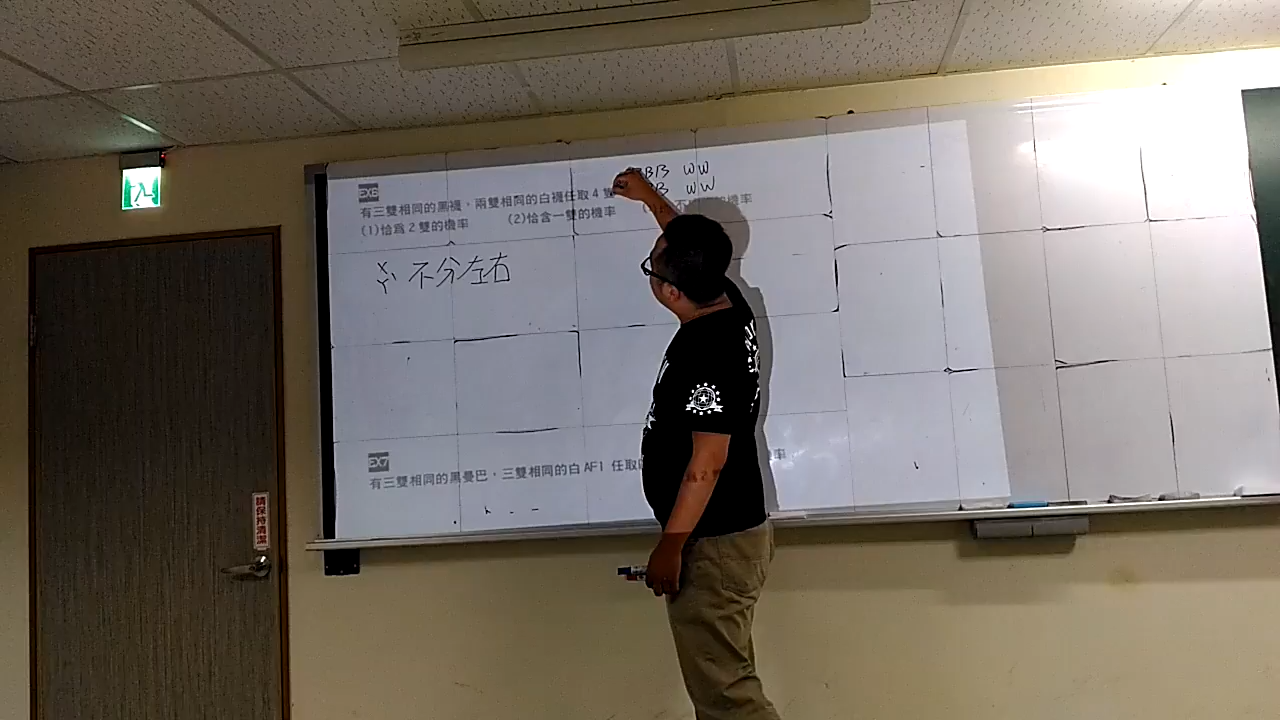 BB WW
B WW
EX6
有三雙相同的黑襪，兩雙相同的白襪任取4隻
(1)恰為2雙的機率 (2)恰含一雙的機率 的機率
不分左右
EX7
有三雙相同的黑曼巴，三雙相同的白AF1 任取 率
請保持清潔